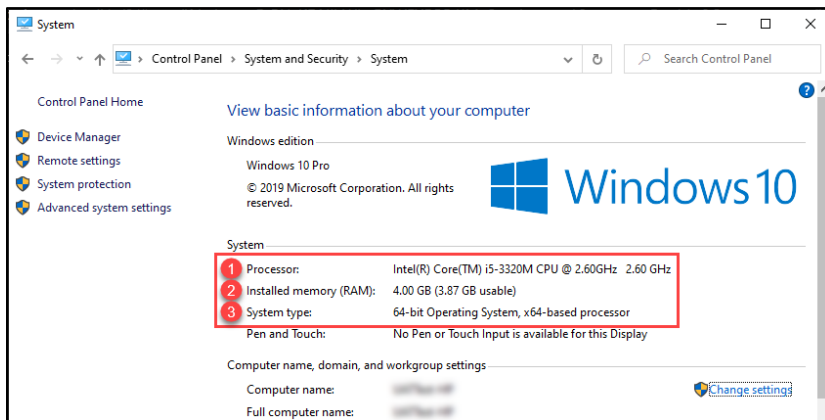 System
Control Panel > System and Security > System
Search Control Panel
Control Panel Home
Device Manager
Remote settings
System protection
Advanced system settings
?
View basic information about your computer
Windows edition
Windows 10 Pro
© 2019 Microsoft Corporation. All rights
reserved.
Windows 10
System
1 Processor: Intel(R) Core(TM) i5-3320M CPU @ 2.60GHz 2.60 GHz
2 Installed memory (RAM): 4.00 GB (3.87 GB usable)
3 System type: 64-bit Operating System, x64-based processor
Pen and Touch: No Pen or Touch Input is available for this Display
Computer name, domain, and workgroup settings
Computer name:
Change settings
Full computer name: